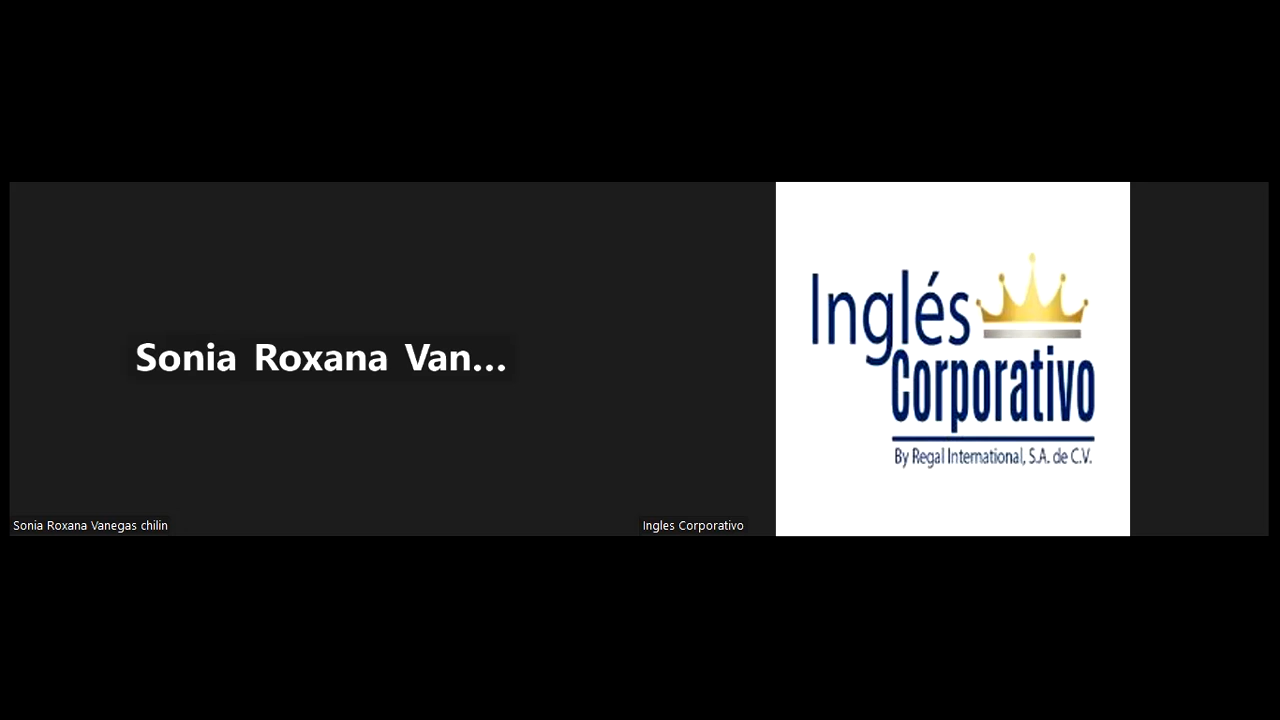 Sonia Roxana Van...
Sonia Roxana Vanegas chilin
Inglés
Corporativo
By Regal International, S.A. de C.V.
Ingles Corporativo